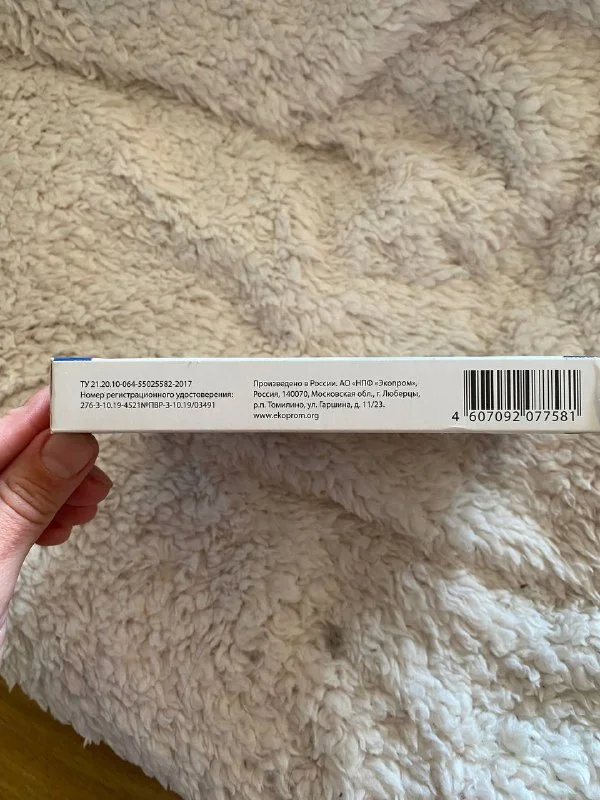 ТУ 21.20.10-064-55025582-2017
Номер регистрационного удостоверения:
276-3-10.19-4521№ПВР-3-10.19/03491
Произведено в России. АО «НПФ «Экопром»,
Россия, 140070, Московская обл., г. Люберцы,
р.п. Томилино, ул. Гаршина, д. 11/23.
www.ekoprom.org
4 607092 077581